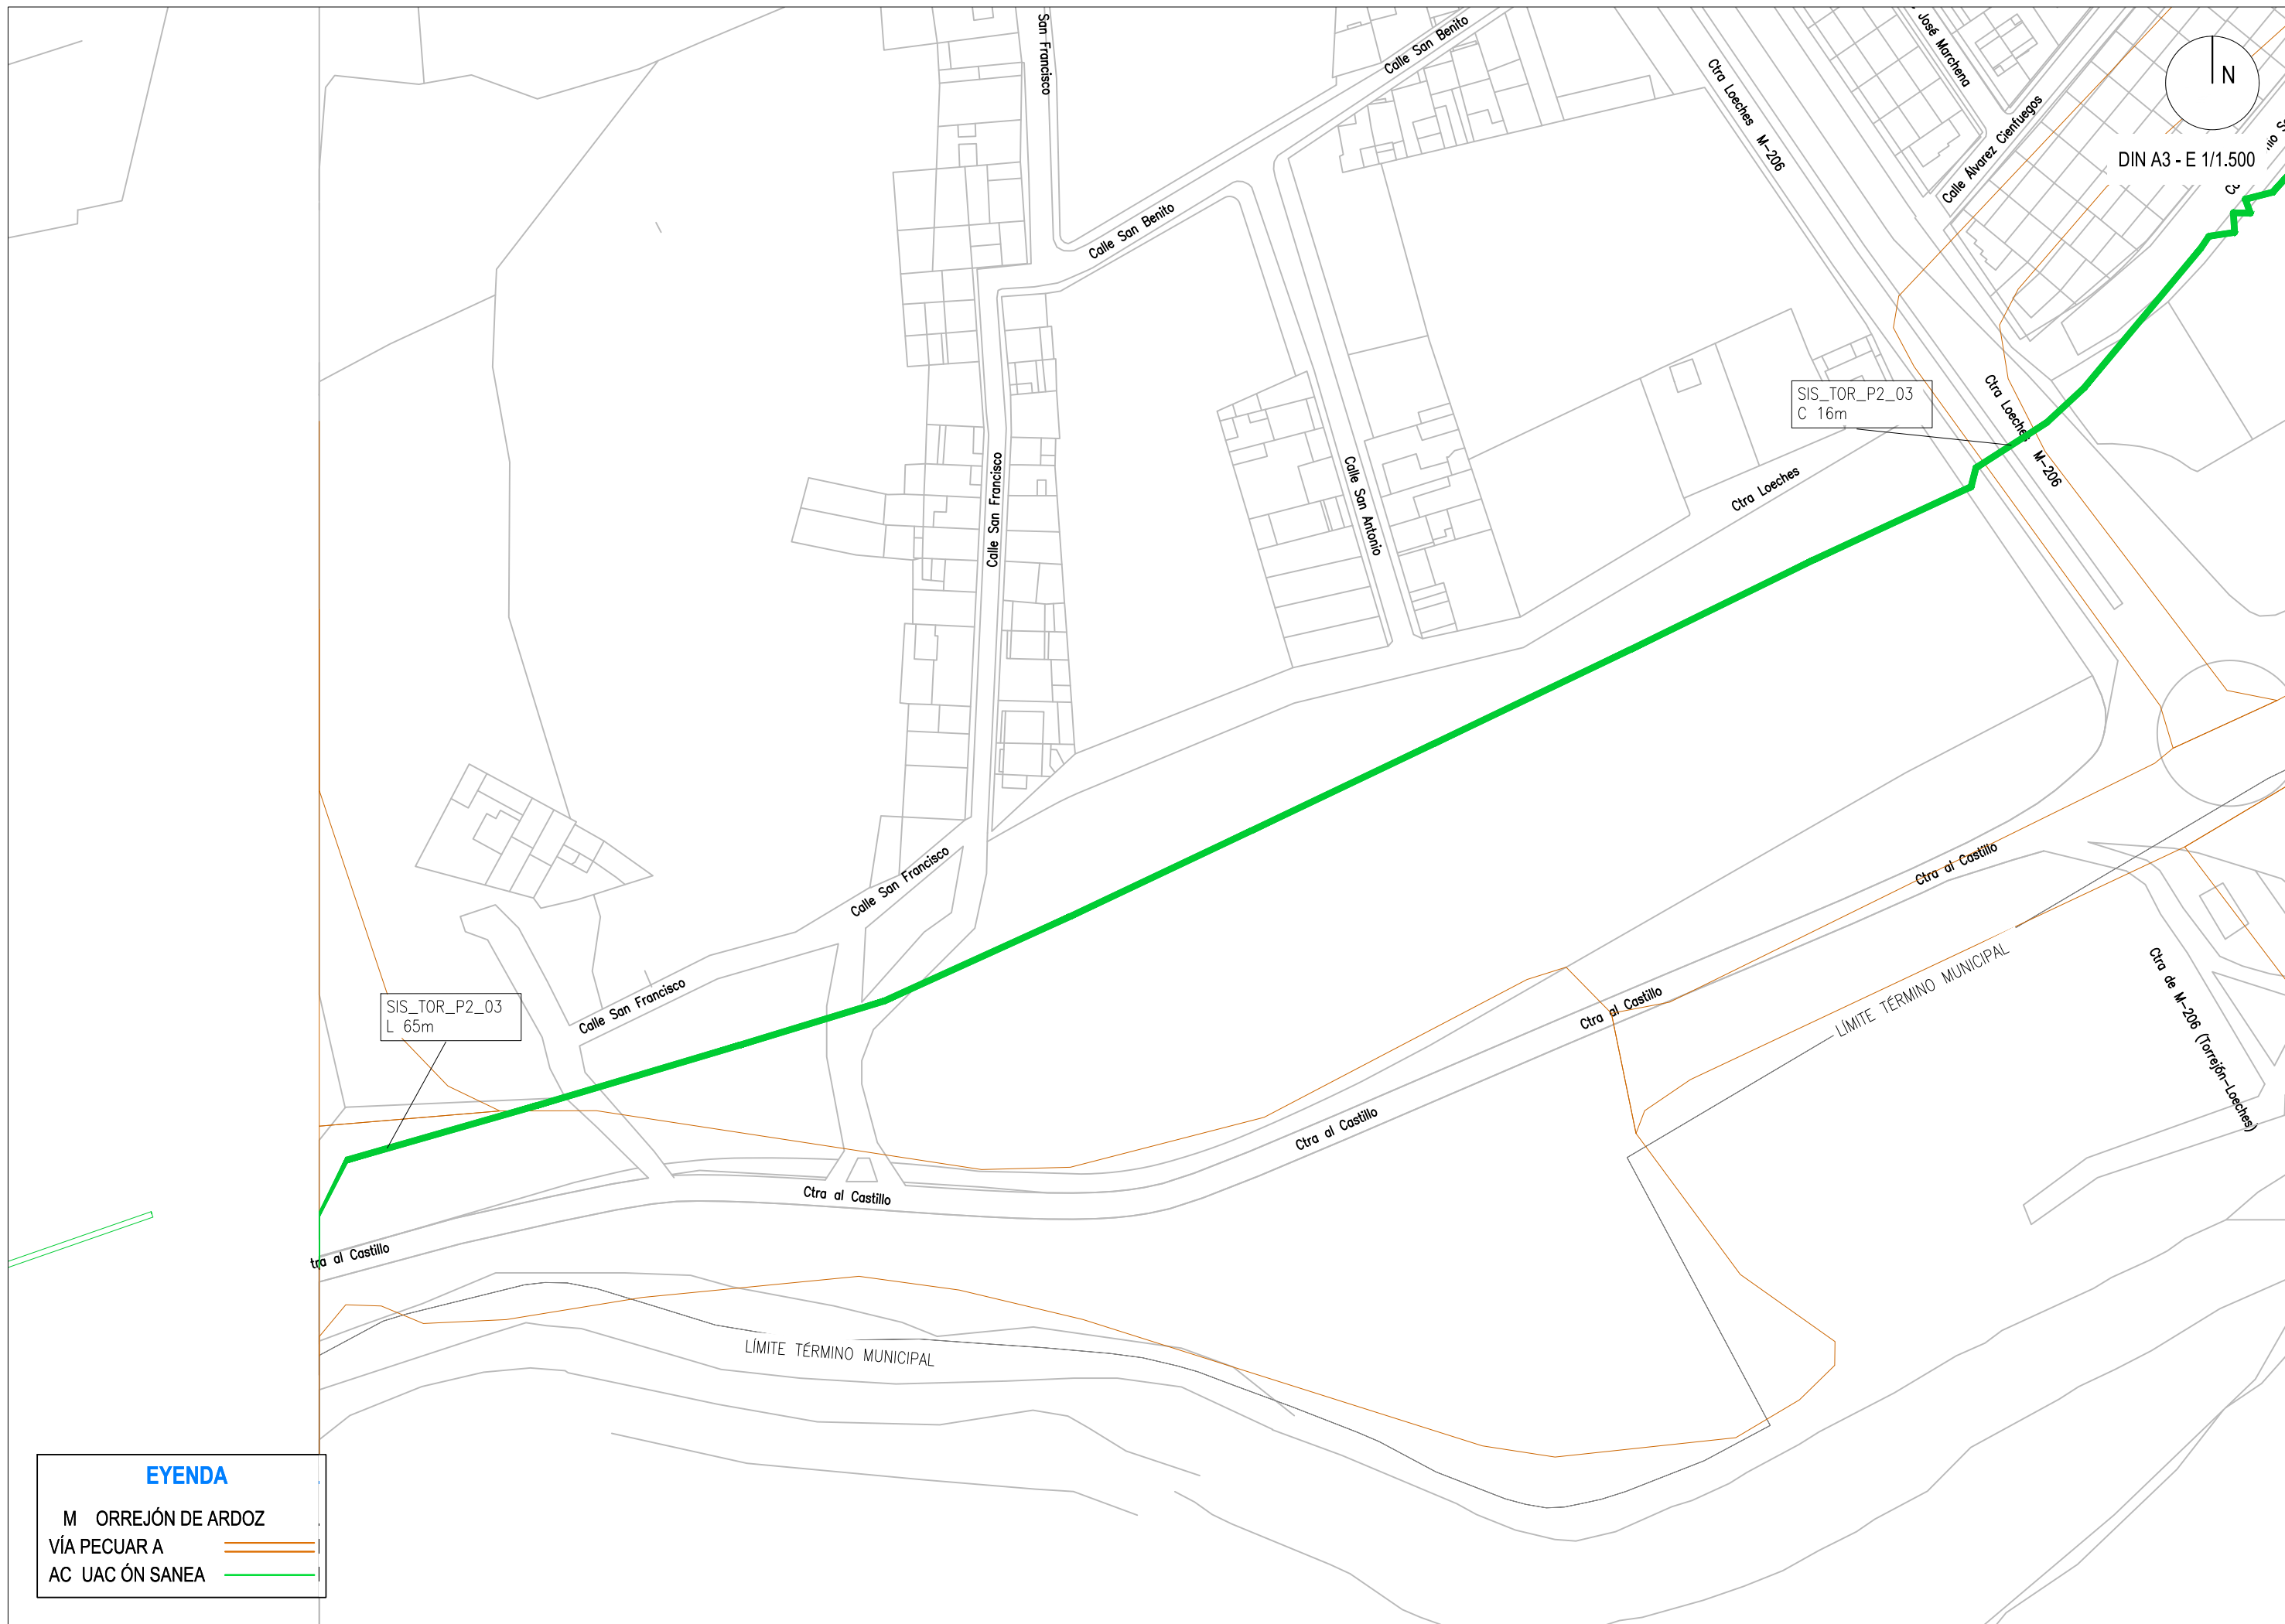 San Francisco
Calle San Benito
José Marchena
Ctra Loeches M-206
N
Calle Álvarez Cienfuegos
DIN A3 - E 1/1.500
Calle San Benito
SIS_TOR_P2_03
C 16m
Ctra Loeches M-206
Calle San Francisco
Calle San Antonio
Ctra Loeches
Calle San Francisco
Ctra al Castillo
LÍMITE TÉRMINO MUNICIPAL
Ctra de M-206 (Torrejón-Loeches)
SIS_TOR_P2_03
L 65m
Calle San Francisco
Ctra al Castillo
Ctra al Castillo
Ctra al Castillo
tra al Castillo
LÍMITE TÉRMINO MUNICIPAL
EYENDA
M ORREJÓN DE ARDOZ
VÍA PECUAR A
AC UAC ÓN SANEA